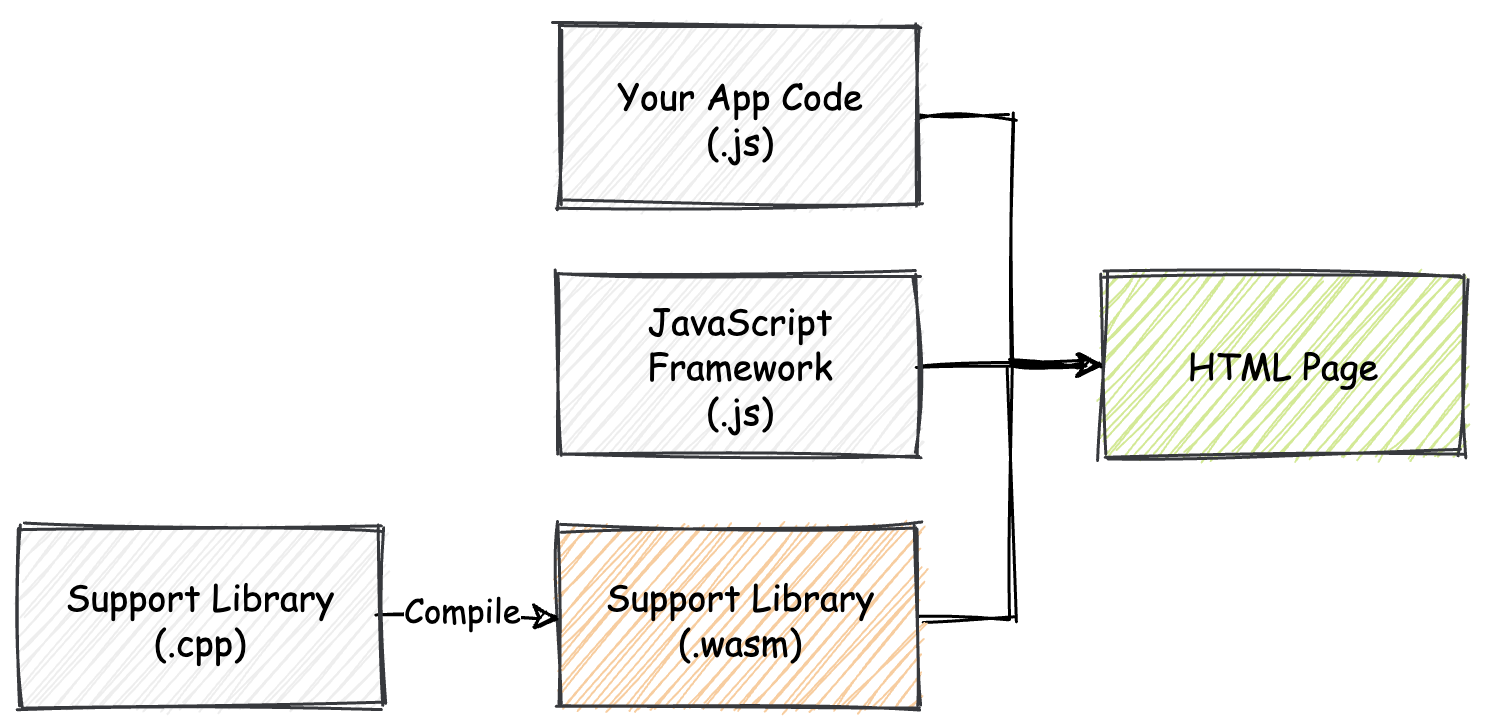 Your App Code
(.js)
JavaScript
Framework
(.js)
HTML Page
Support Library
(.cpp)
Compile
Support Library
(.wasm)